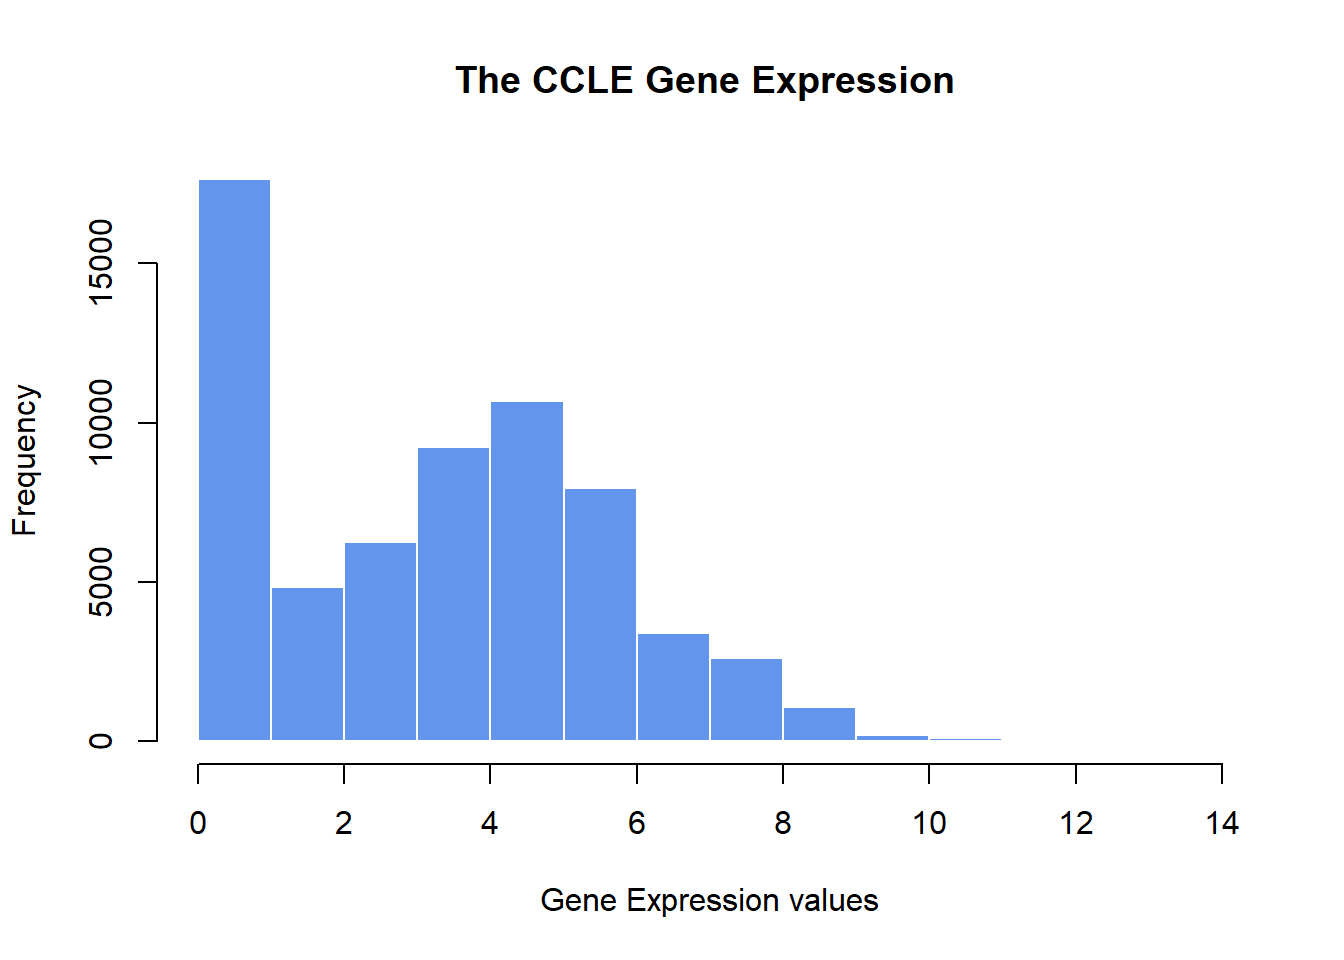 The CCLE Gene Expression
Frequency
15000
10000
5000
0
0 2 4 6 8 10 12 14
Gene Expression values